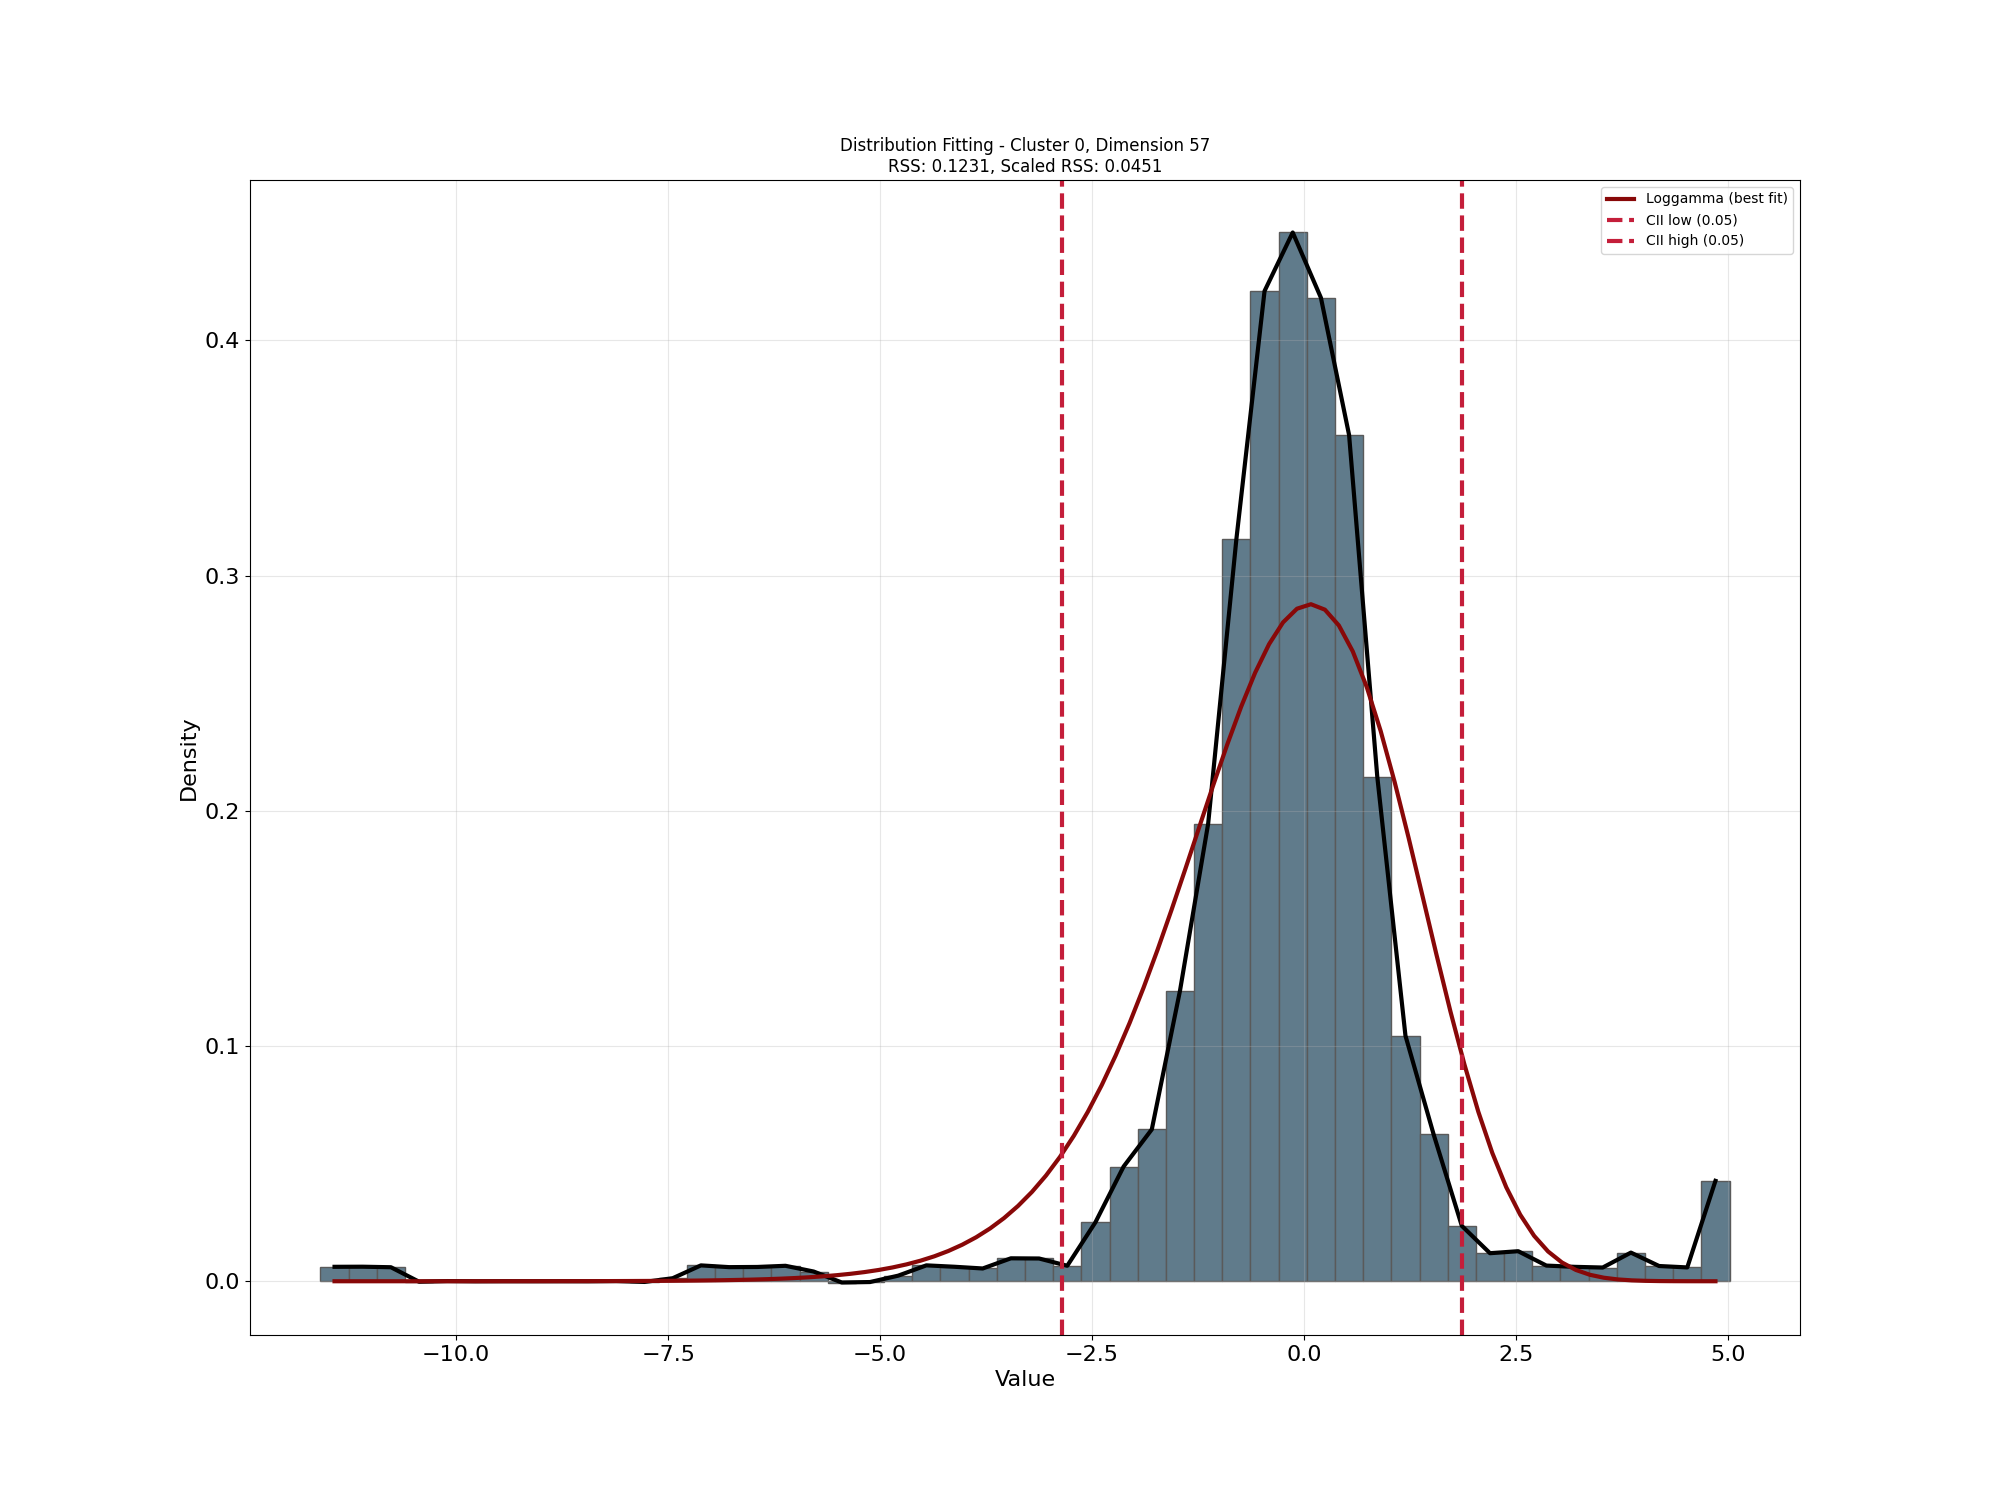 Distribution Fitting - Cluster 0, Dimension 57
RSS: 0.1231, Scaled RSS: 0.0451
Loggamma (best fit)
CII low (0.05)
CII high (0.05)
0.4
0.3
0.2
0.1
0.0
Density
−10.0 −7.5 −5.0 −2.5 0.0 2.5 5.0
Value